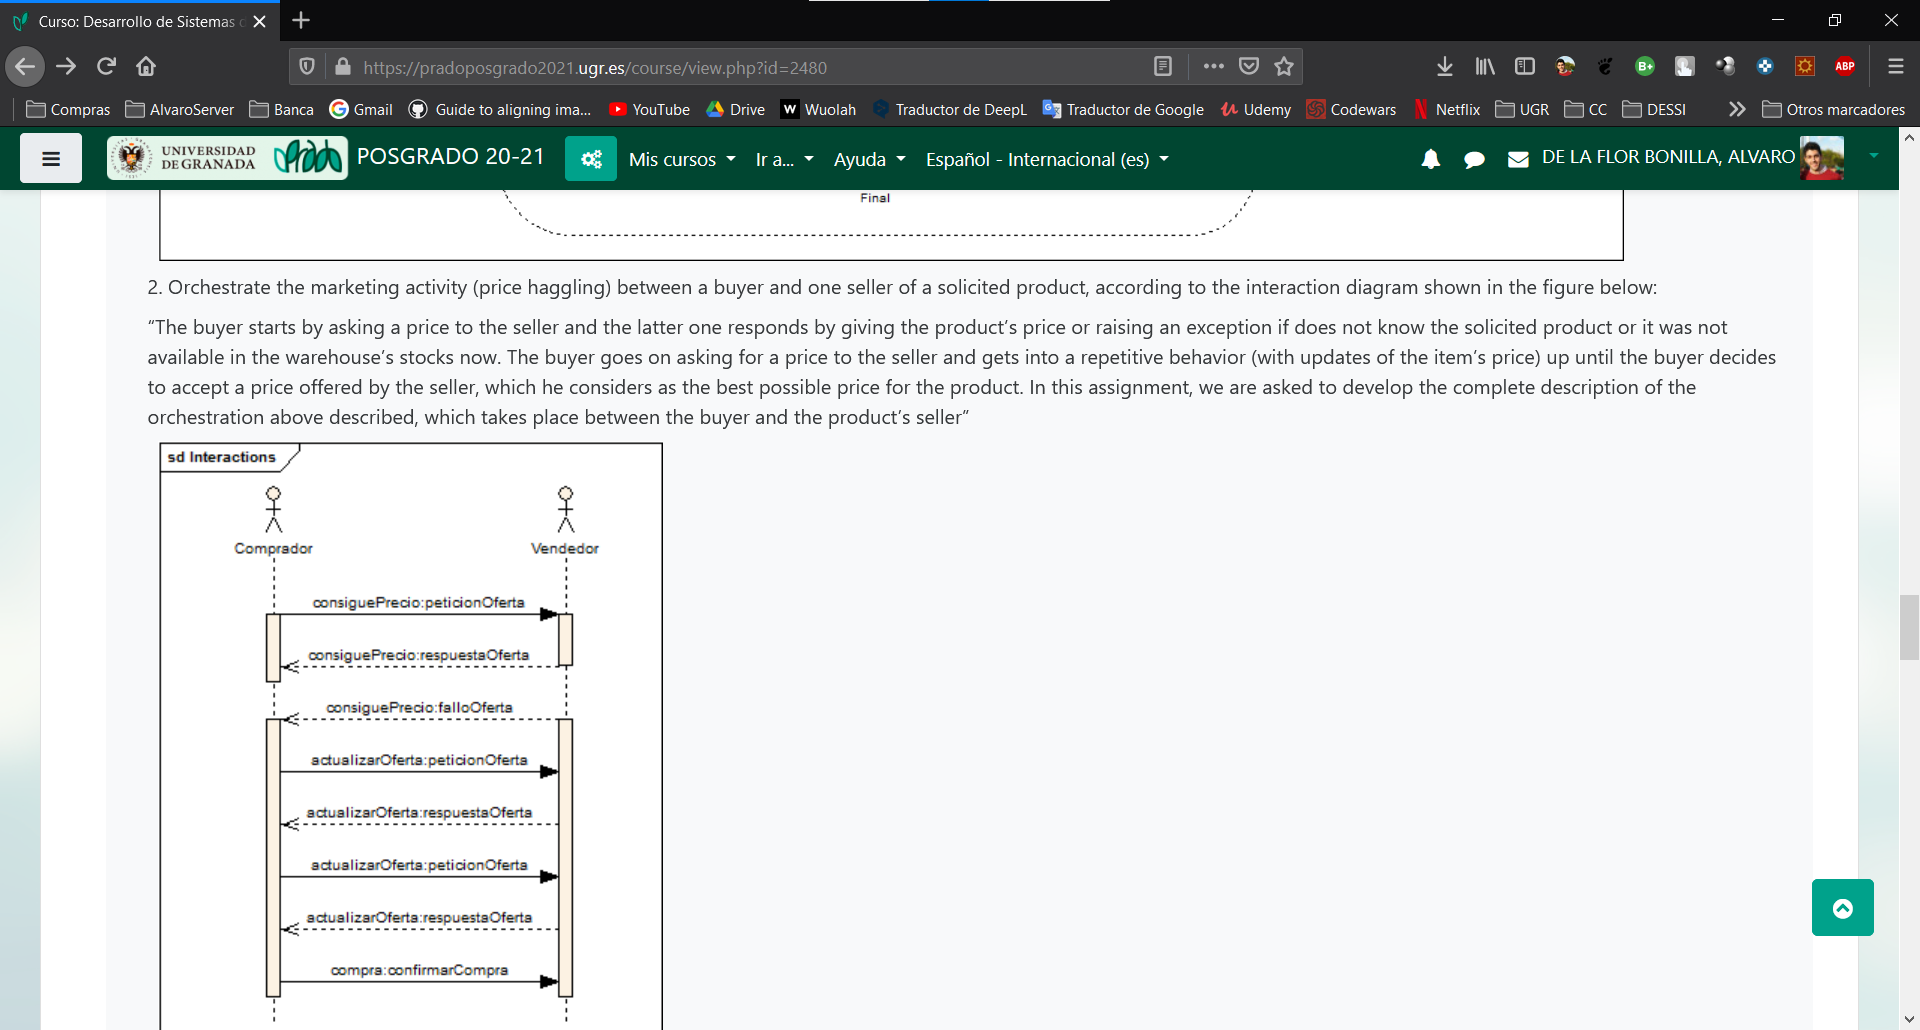 Curso: Desarrollo de Sistemas
https://pradoposgrado2021.ugr.es/course/view.php?id=2480
B+
ABP
Compras AlvaroServer Banca Gmail Guide to aligning ima... YouTube Drive Wuolah Traductor de DeepL Traductor de Google Udemy Codewars Netflix UGR CC DESSI Otros marcadores
UNIVERSIDAD DE GRANADA Prado POSGRADO 20-21 Mis cursos Ir a... Ayuda Español - Internacional (es) DE LA FLOR BONILLA, ALVARO
Final
2. Orchestrate the marketing activity (price haggling) between a buyer and one seller of a solicited product, according to the interaction diagram shown in the figure below:
“The buyer starts by asking a price to the seller and the latter one responds by giving the product’s price or raising an exception if does not know the solicited product or it was not
available in the warehouse’s stocks now. The buyer goes on asking for a price to the seller and gets into a repetitive behavior (with updates of the item’s price) up until the buyer decides
to accept a price offered by the seller, which he considers as the best possible price for the product. In this assignment, we are asked to develop the complete description of the
orchestration above described, which takes place between the buyer and the product’s seller”
sd Interactions
Comprador Vendedor
consiguePrecio:peticionOferta
consiguePrecio:respuestaOferta
consiguePrecio:falloOferta
actualizarOferta:peticionOferta
actualizarOferta:respuestaOferta
actualizarOferta:peticionOferta
actualizarOferta:respuestaOferta
compra:confirmarCompra